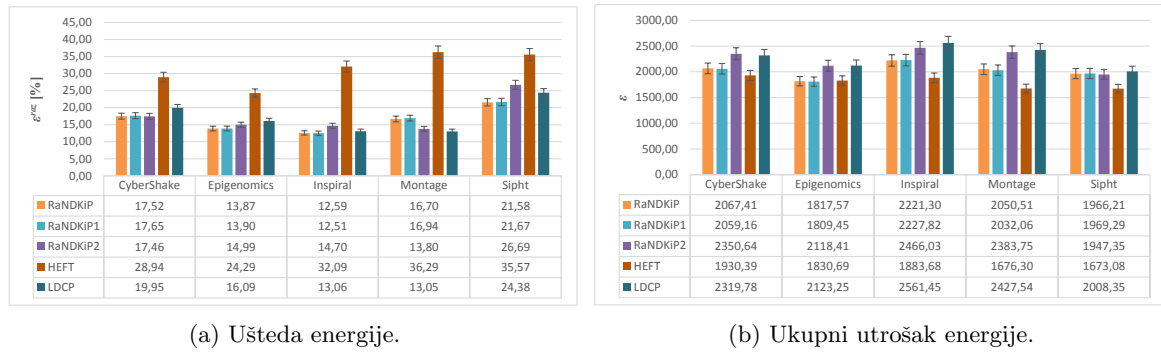 45,00
40,00
35,00
30,00
25,00
20,00
15,00
10,00
5,00
0,00
ε^uš [%]
CyberShake Epigenomics Inspiral Montage Sipht
RaNDKiP 17,52 13,87 12,59 16,70 21,58
RaNDKiP1 17,65 13,90 12,51 16,94 21,67
RaNDKiP2 17,46 14,99 14,70 13,80 26,69
HEFT 28,94 24,29 32,09 36,29 35,57
LDCP 19,95 16,09 13,06 13,05 24,38
(a) Ušteda energije.
3000,00
2500,00
2000,00
1500,00
1000,00
500,00
0,00
ε
CyberShake Epigenomics Inspiral Montage Sipht
RaNDKiP 2067,41 1817,57 2221,30 2050,51 1966,21
RaNDKiP1 2059,16 1809,45 2227,82 2032,06 1969,29
RaNDKiP2 2350,64 2118,41 2466,03 2383,75 1947,35
HEFT 1930,39 1830,69 1883,68 1676,30 1673,08
LDCP 2319,78 2123,25 2561,45 2427,54 2008,35
(b) Ukupni utrošak energije.